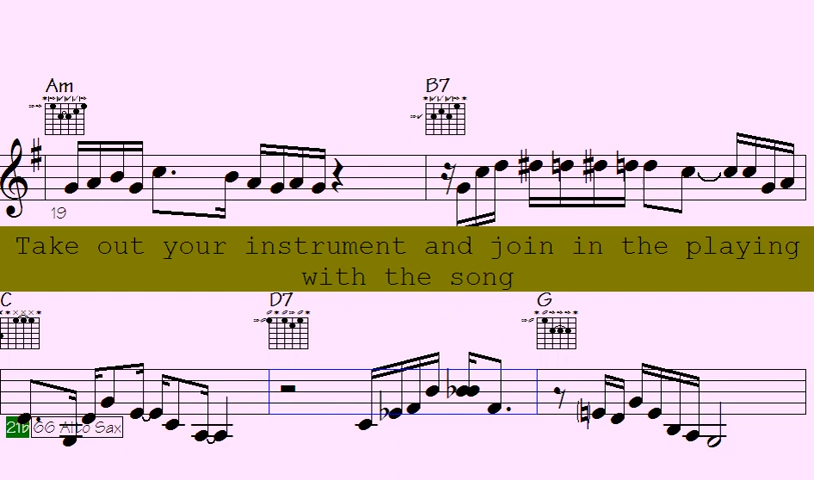 Am
B7
19
Take out your instrument and join in the playing
with the song
C
D7
G
21b 66 Alto Sax